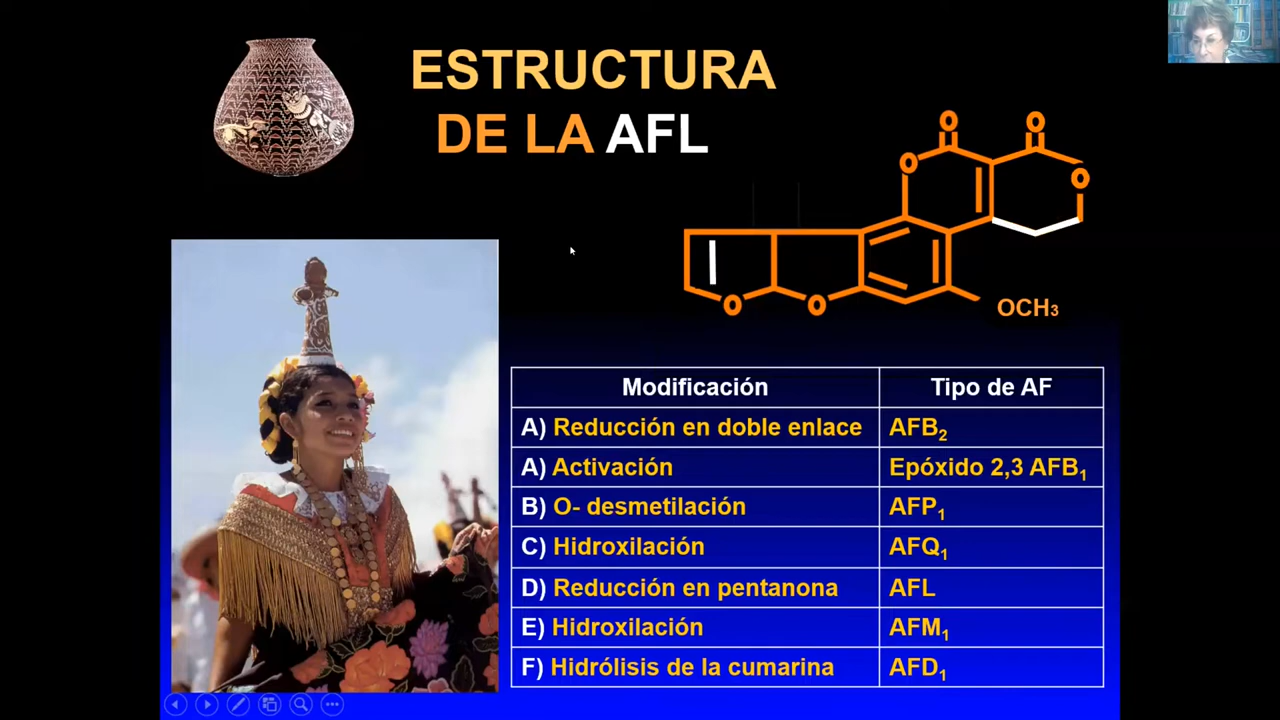 ESTRUCTURA
DE LA AFL
O O
O
O
O O
OCH3
Modificación Tipo de AF
A) Reducción en doble enlace AFB2
A) Activación Epóxido 2,3 AFB1
B) O- desmetilación AFP1
C) Hidroxilación AFQ1
D) Reducción en pentanona AFL
E) Hidroxilación AFM1
F) Hidrólisis de la cumarina AFD1